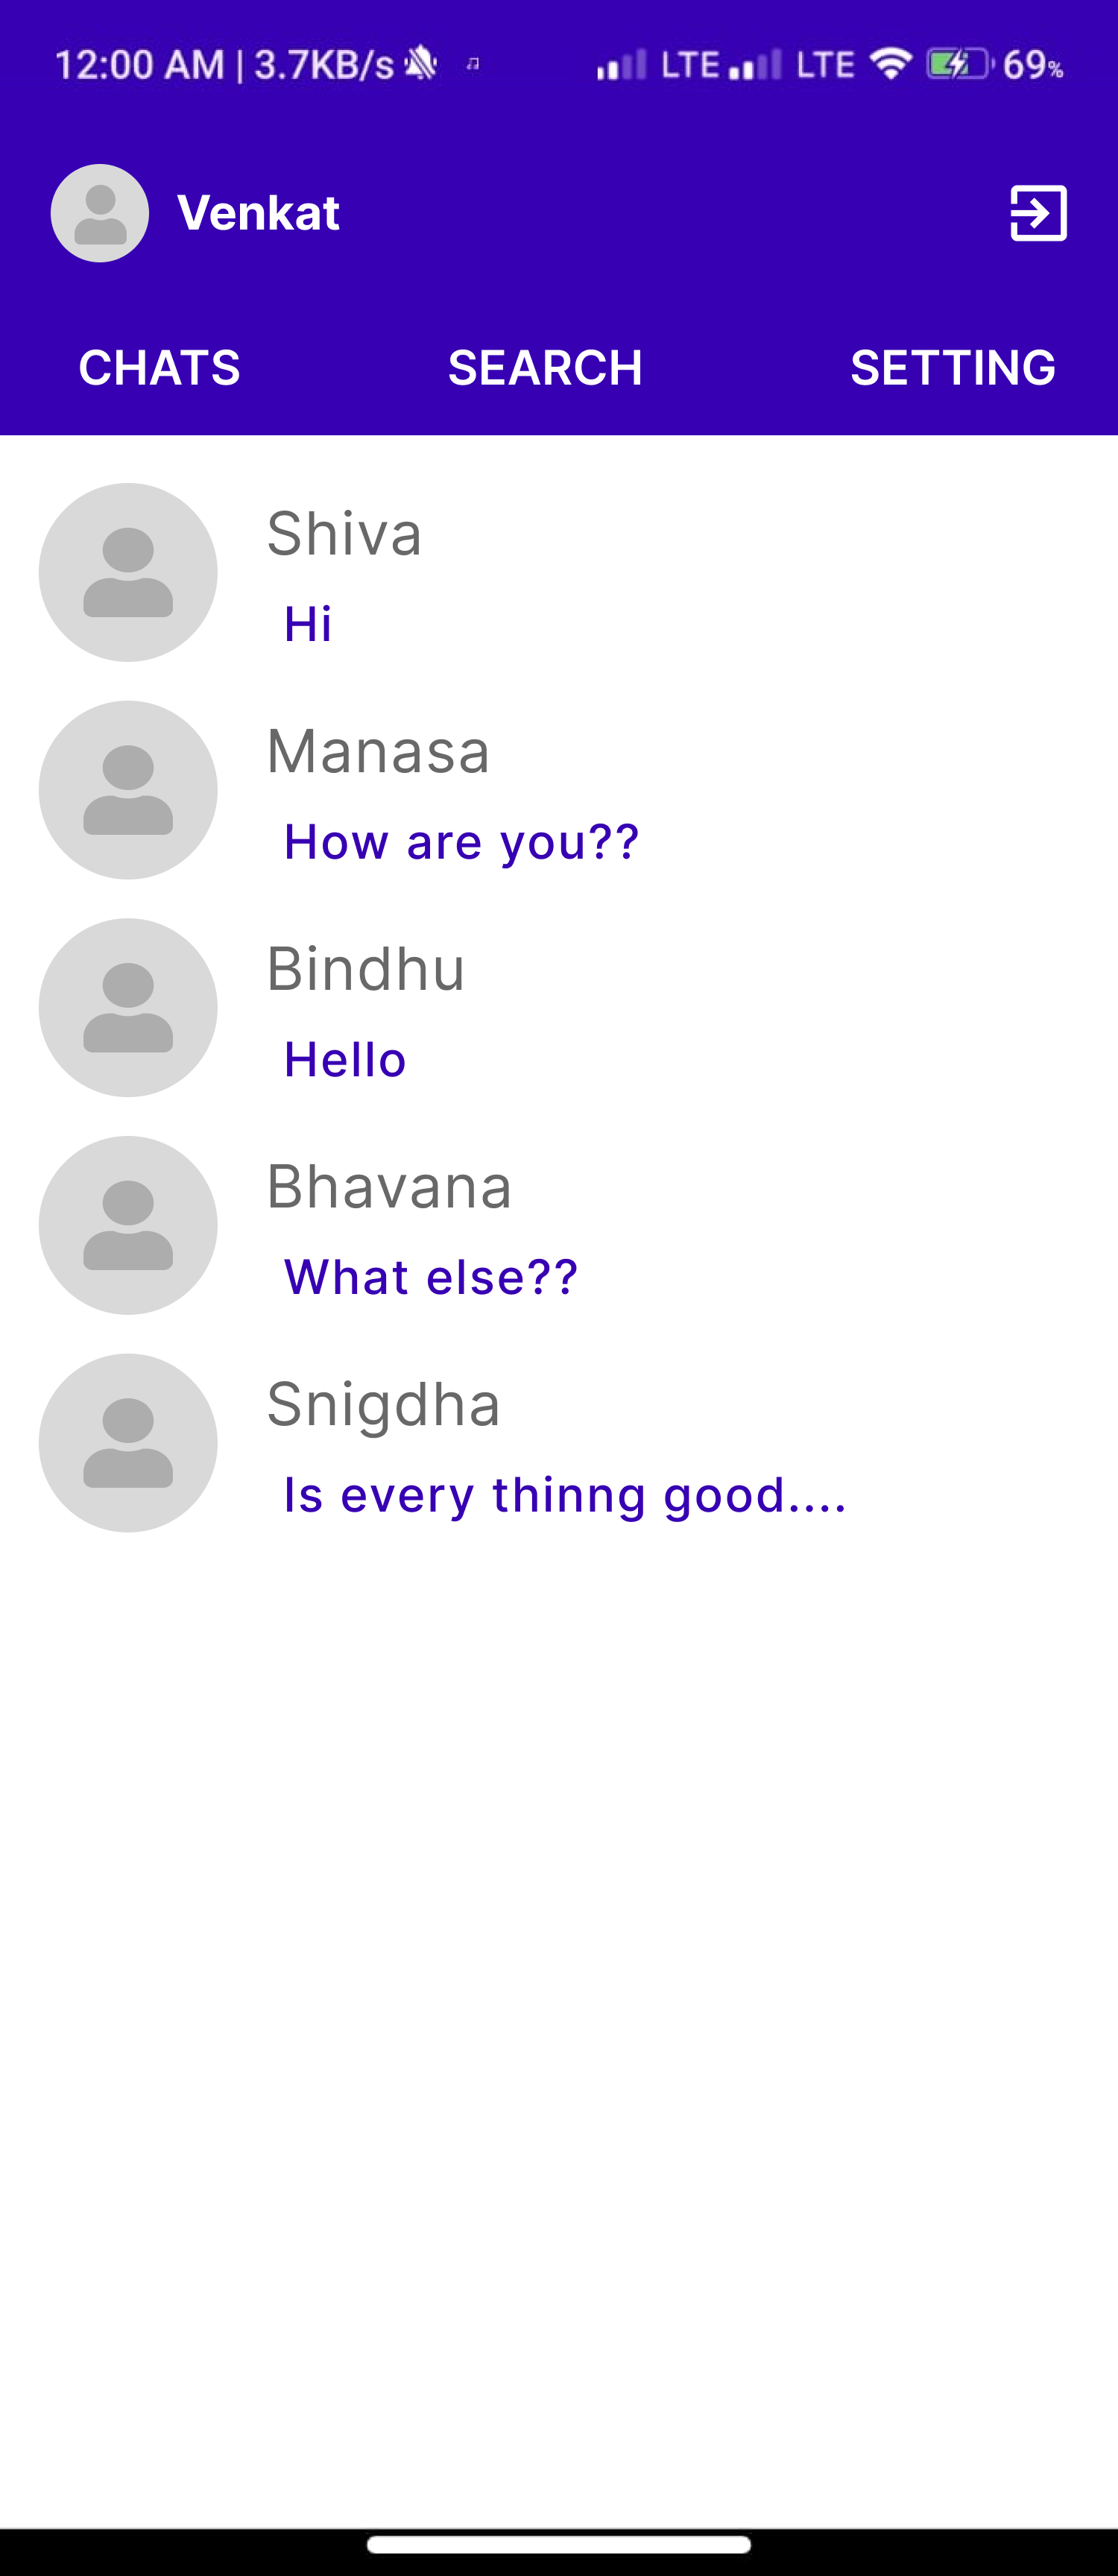 12:00 AM | 3.7KB/s LTE LTE 69%
Venkat
CHATS SEARCH SETTING
Shiva
Hi
Manasa
How are you??
Bindhu
Hello
Bhavana
What else??
Snigdha
Is every thinng good....